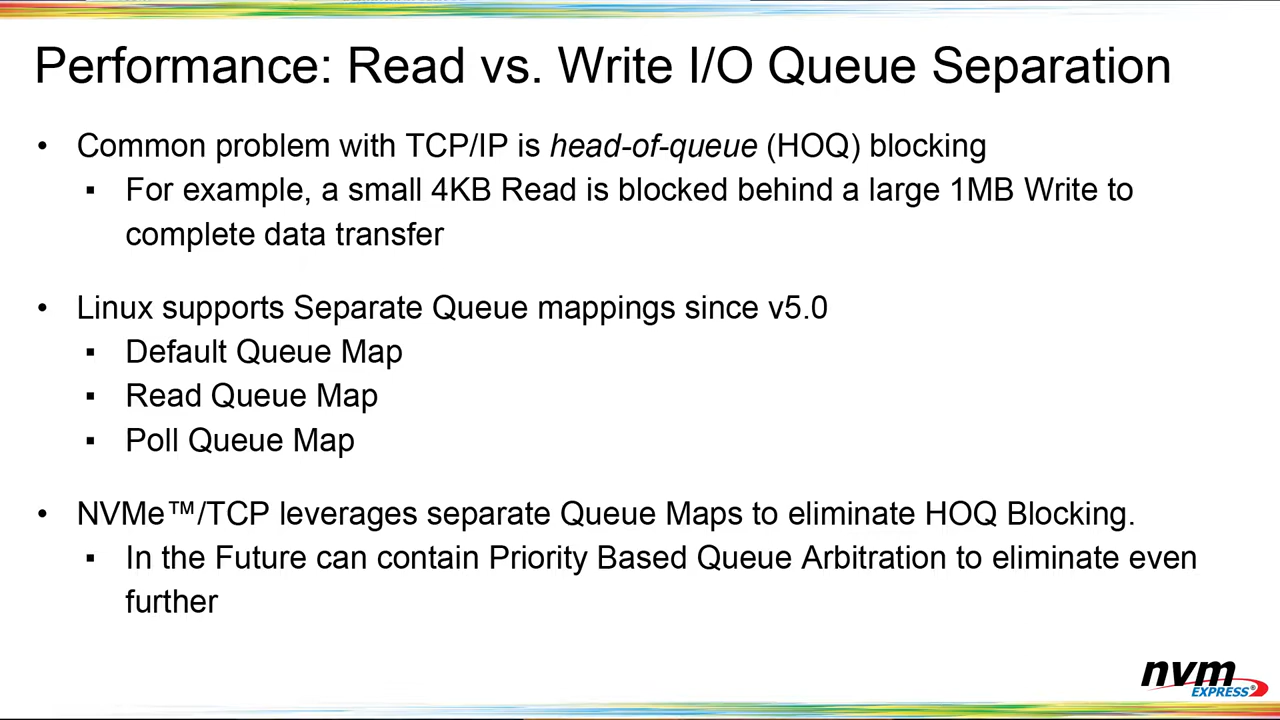 Performance: Read vs. Write I/O Queue Separation
• Common problem with TCP/IP is head-of-queue (HOQ) blocking
▪ For example, a small 4KB Read is blocked behind a large 1MB Write to
complete data transfer
• Linux supports Separate Queue mappings since v5.0
▪ Default Queue Map
▪ Read Queue Map
▪ Poll Queue Map
• NVMe™/TCP leverages separate Queue Maps to eliminate HOQ Blocking.
▪ In the Future can contain Priority Based Queue Arbitration to eliminate even
further
nvm
EXPRESS®